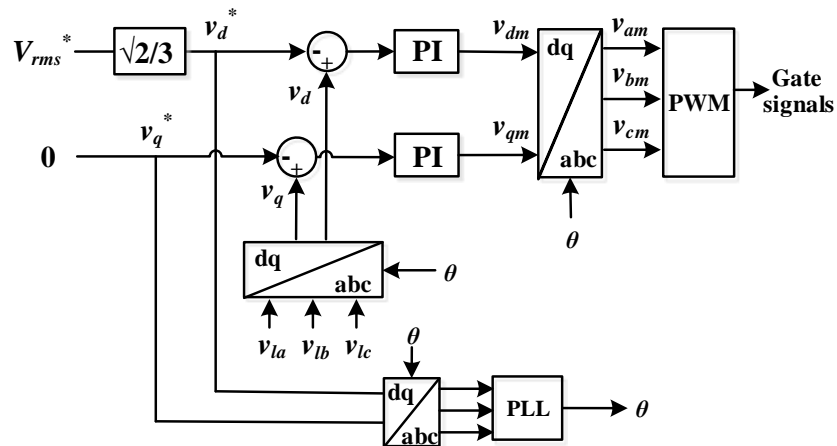 V_rms^*
√2/3
v_d^*
-
+
PI
v_dm
dq
abc
v_am
v_bm
v_cm
PWM
Gate
signals
v_d
0
v_q^*
-
+
PI
v_qm
v_q
θ
dq
abc
θ
v_la
v_lb
v_lc
θ
dq
abc
PLL
θ